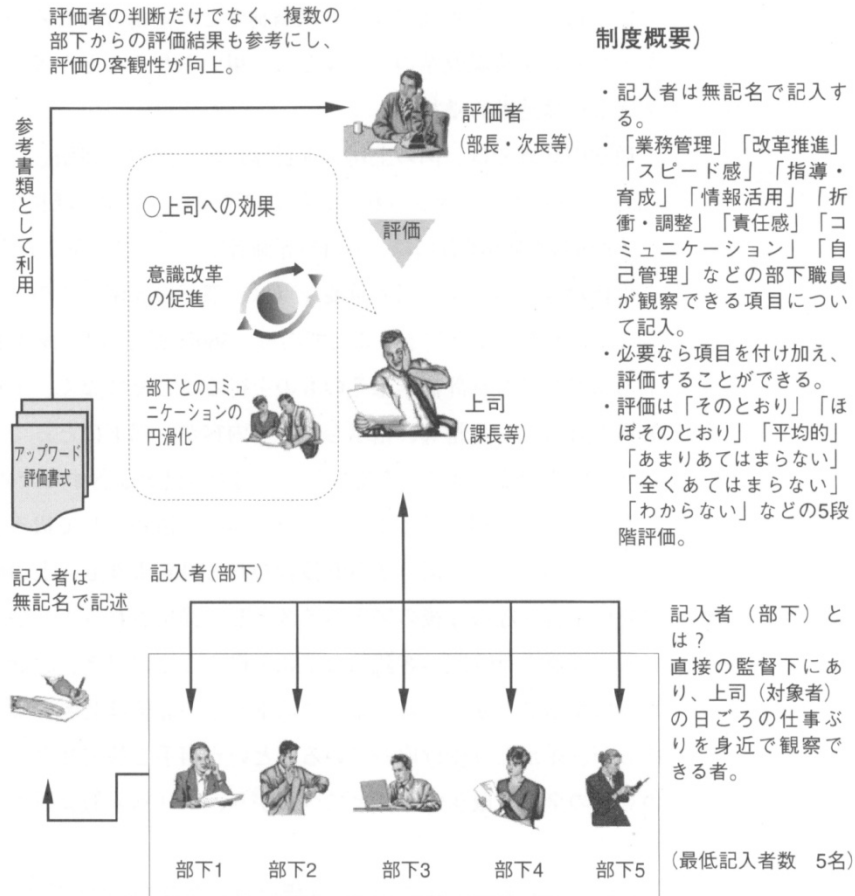 評価者の判断だけでなく、複数の
部下からの評価結果も参考にし、
評価の客観性が向上。
参考書類として利用
評価者
(部長・次長等)
評価
○上司への効果
意識改革
の促進
部下とのコミュ
ニケーションの
円滑化
上司
(課長等)
アップワード
評価書式
記入者は
無記名で記述
記入者(部下)
部下1
部下2
部下3
部下4
部下5
制度概要)
・記入者は無記名で記入す
る。
・「業務管理」「改革推進」
「スピード感」「指導・
育成」「情報活用」「折
衝・調整」「責任感」「コ
ミュニケーション」「自
己管理」などの部下職員
が観察できる項目につい
て記入。
・必要なら項目を付け加え、
評価することができる。
・評価は「そのとおり」「ほ
ぼそのとおり」「平均的」
「あまりあてはまらない」
「全くあてはまらない」
「わからない」などの5段
階評価。
記入者（部下）と
は？
直接の監督下にあ
り、上司（対象者）
の日ごろの仕事ぶ
りを身近で観察で
きる者。
(最低記入者数　5名)